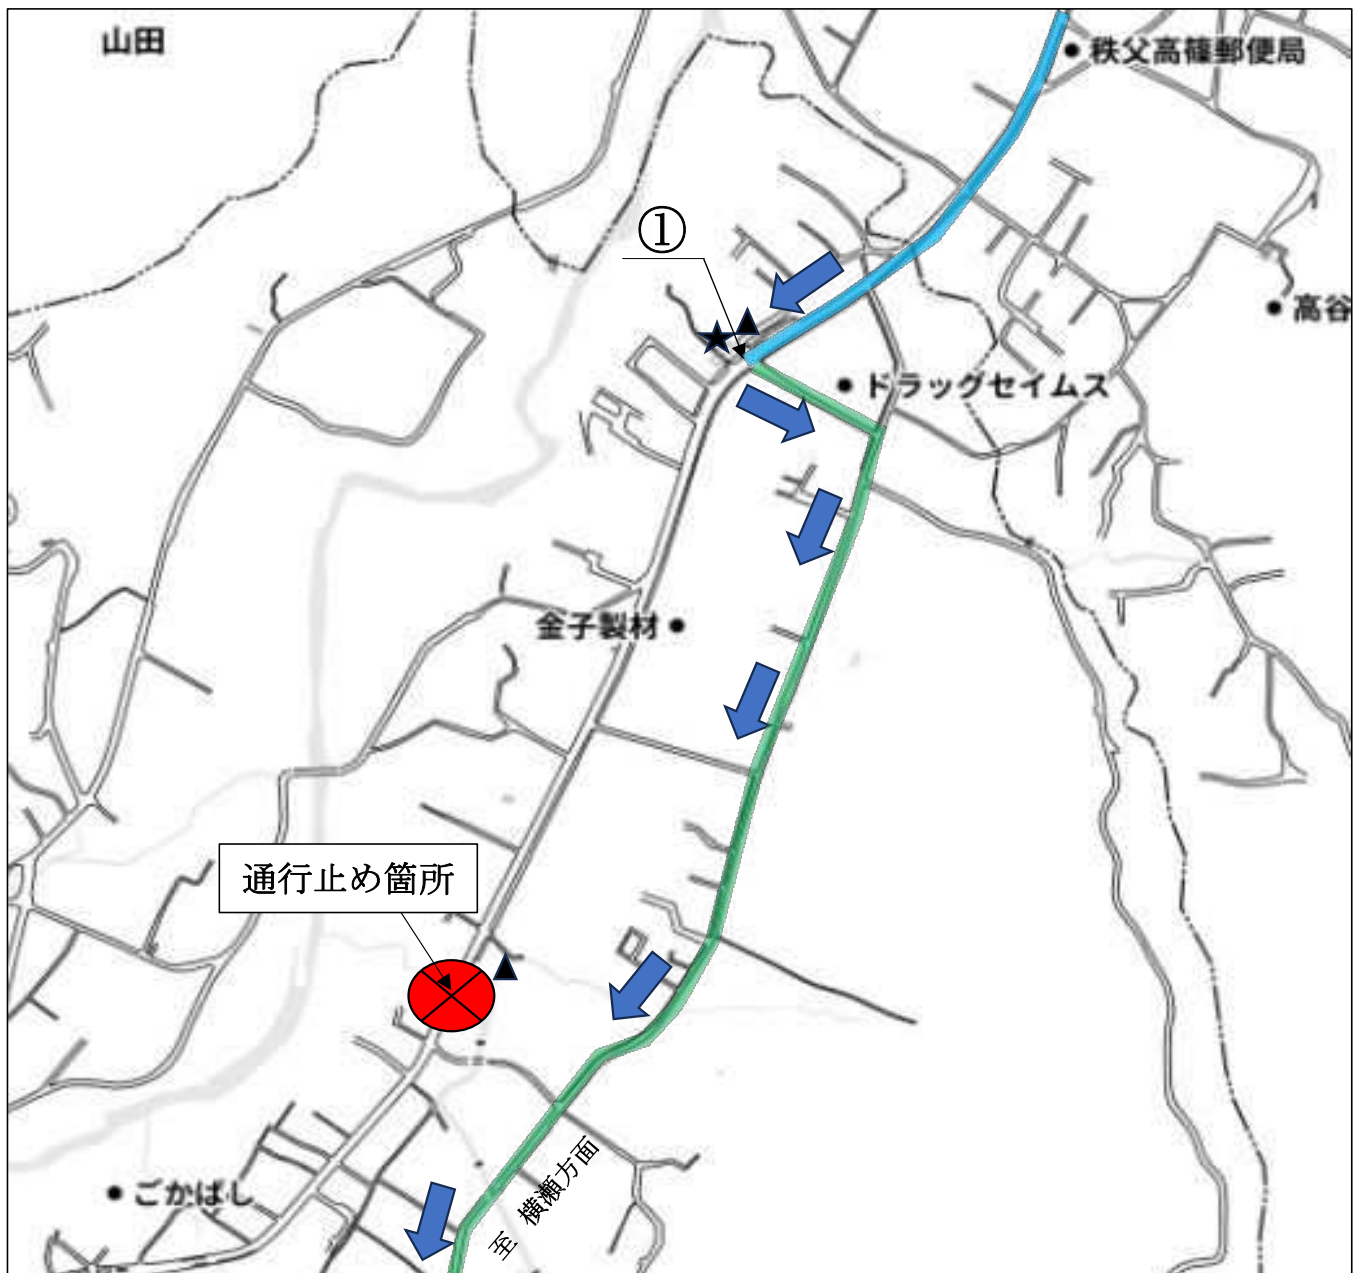 山田
秩父高篠郵便局
①
高谷
ドラッグセイムス
金子製材
通行止め箇所
至 横瀬方面
ごかばし